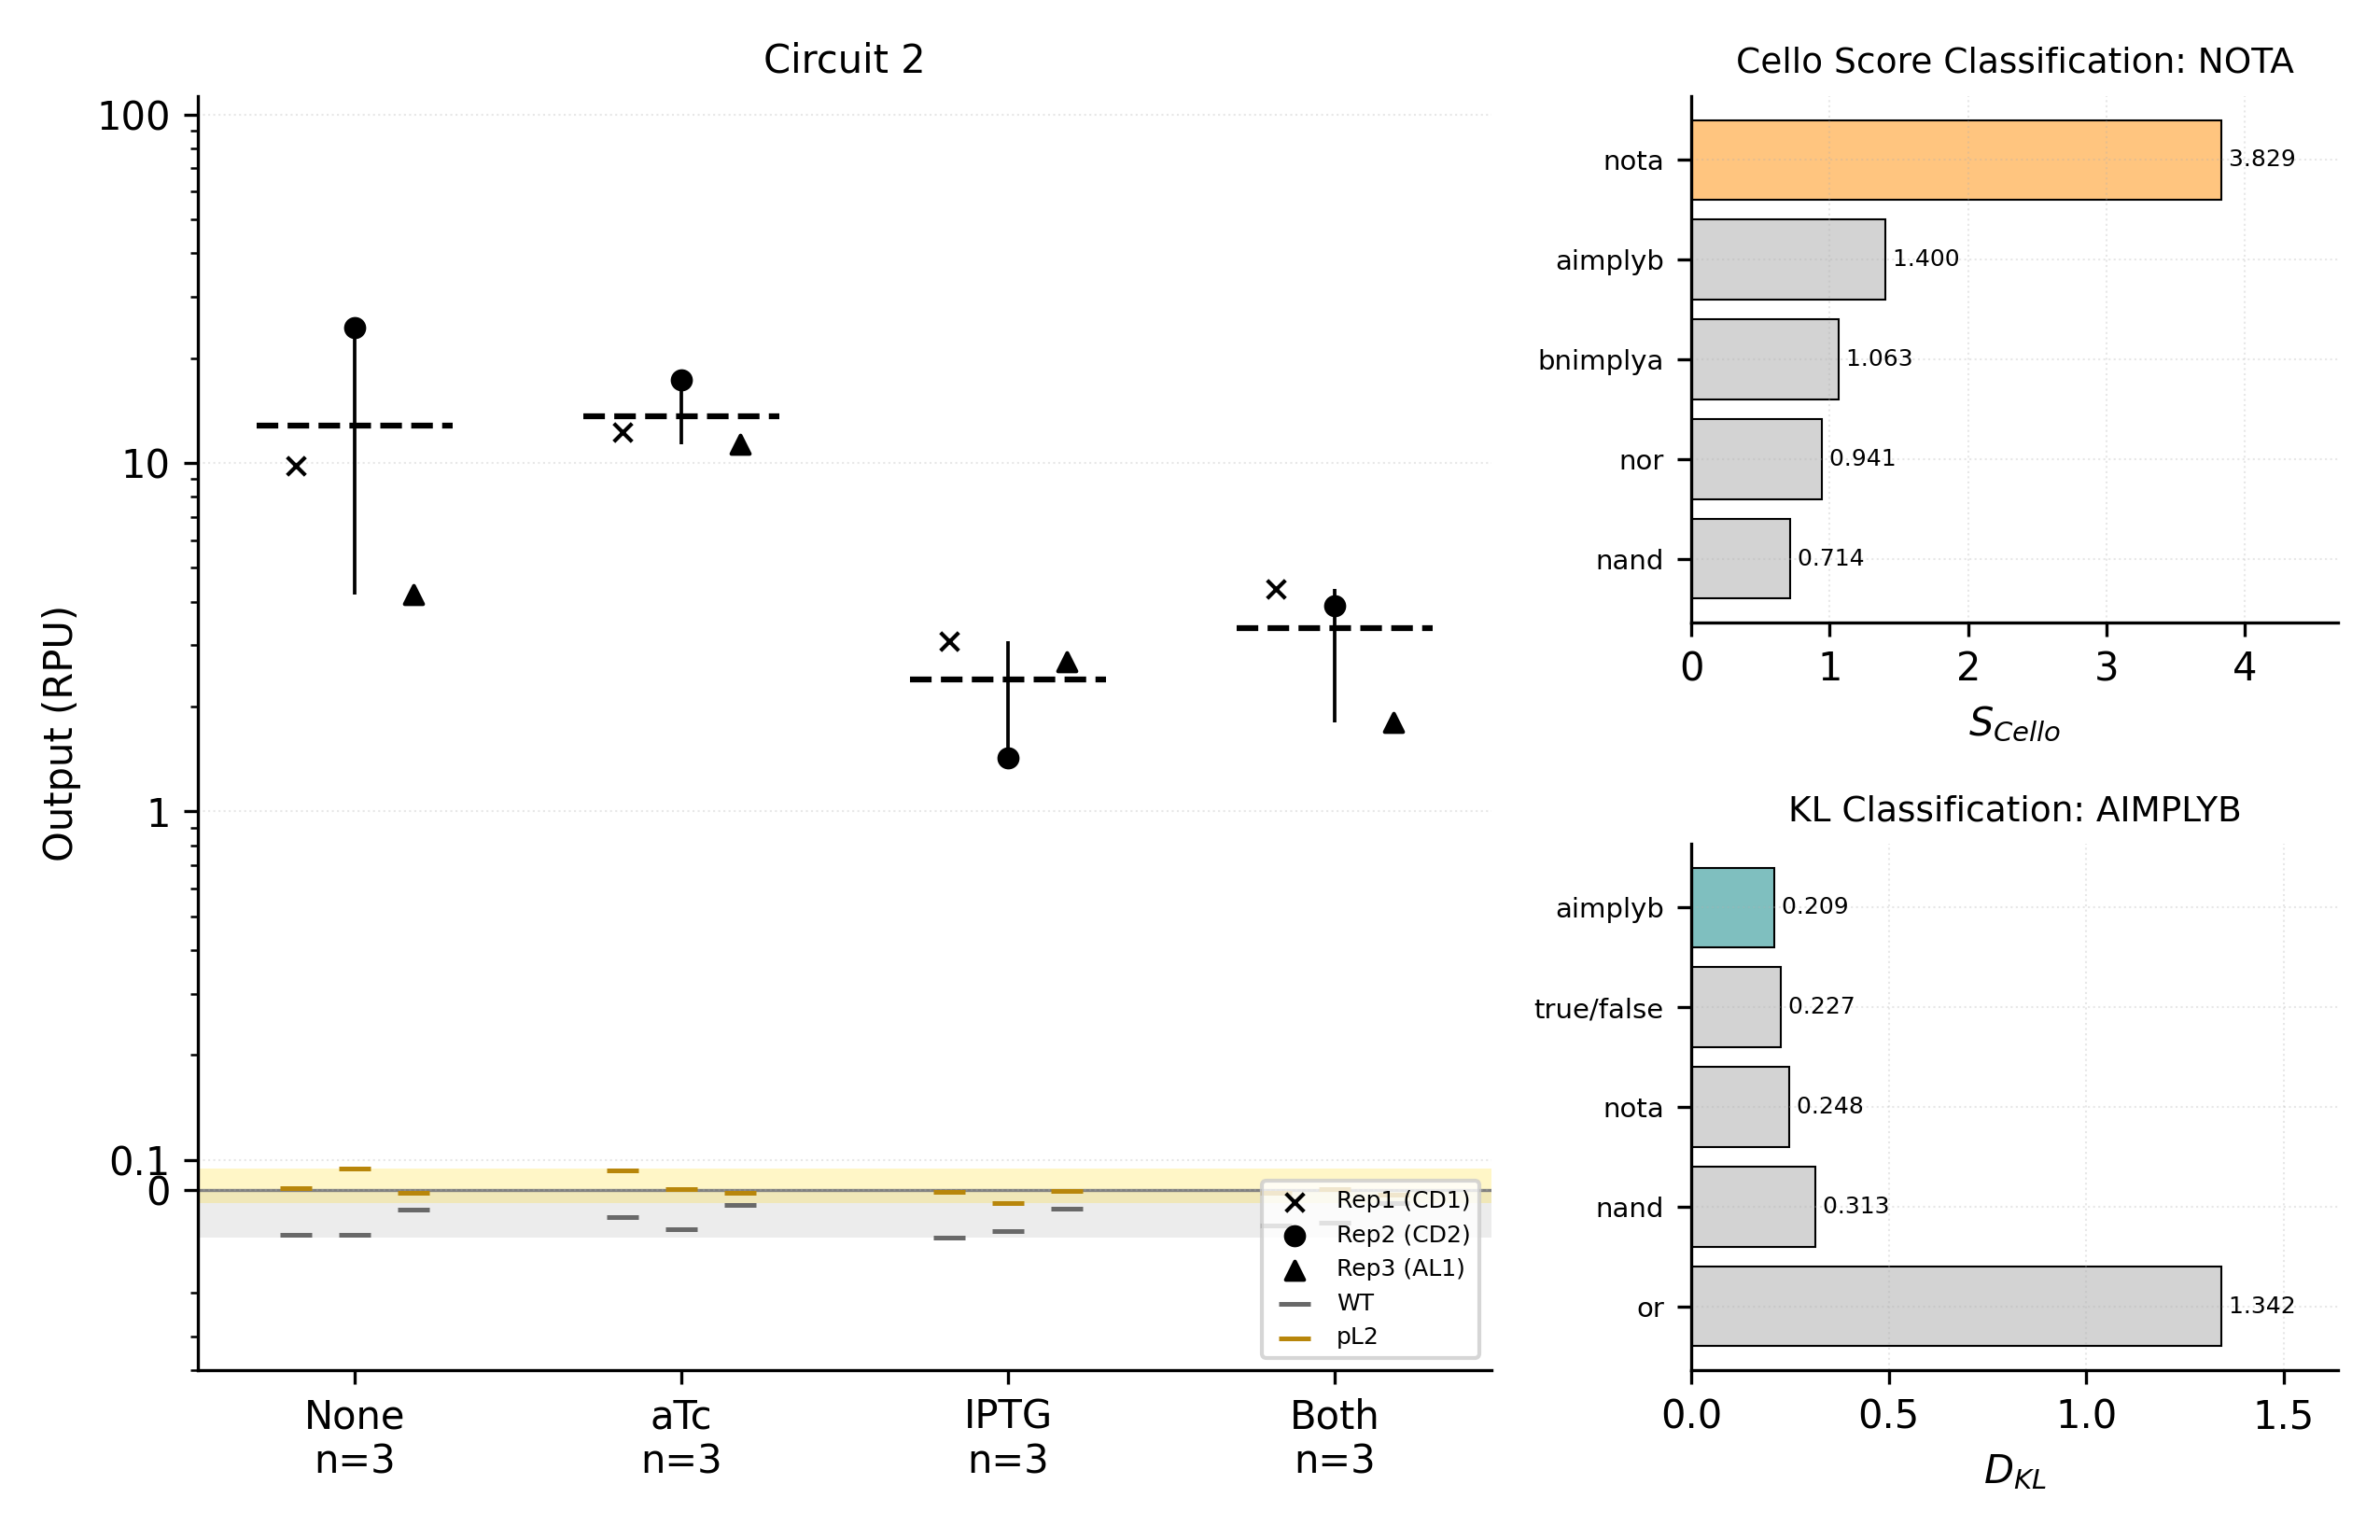 Circuit 2
Output (RPU)
100
10
1
0.1
0
None
n=3
aTc
n=3
IPTG
n=3
Both
n=3
Rep1 (CD1)
Rep2 (CD2)
Rep3 (AL1)
WT
pL2
Cello Score Classification: NOTA
nota
3.829
aimplyb
1.400
bnimplya
1.063
nor
0.941
nand
0.714
0 1 2 3 4
S_Cello
KL Classification: AIMPLYB
aimplyb
0.209
true/false
0.227
nota
0.248
nand
0.313
or
1.342
0.0 0.5 1.0 1.5
D_KL